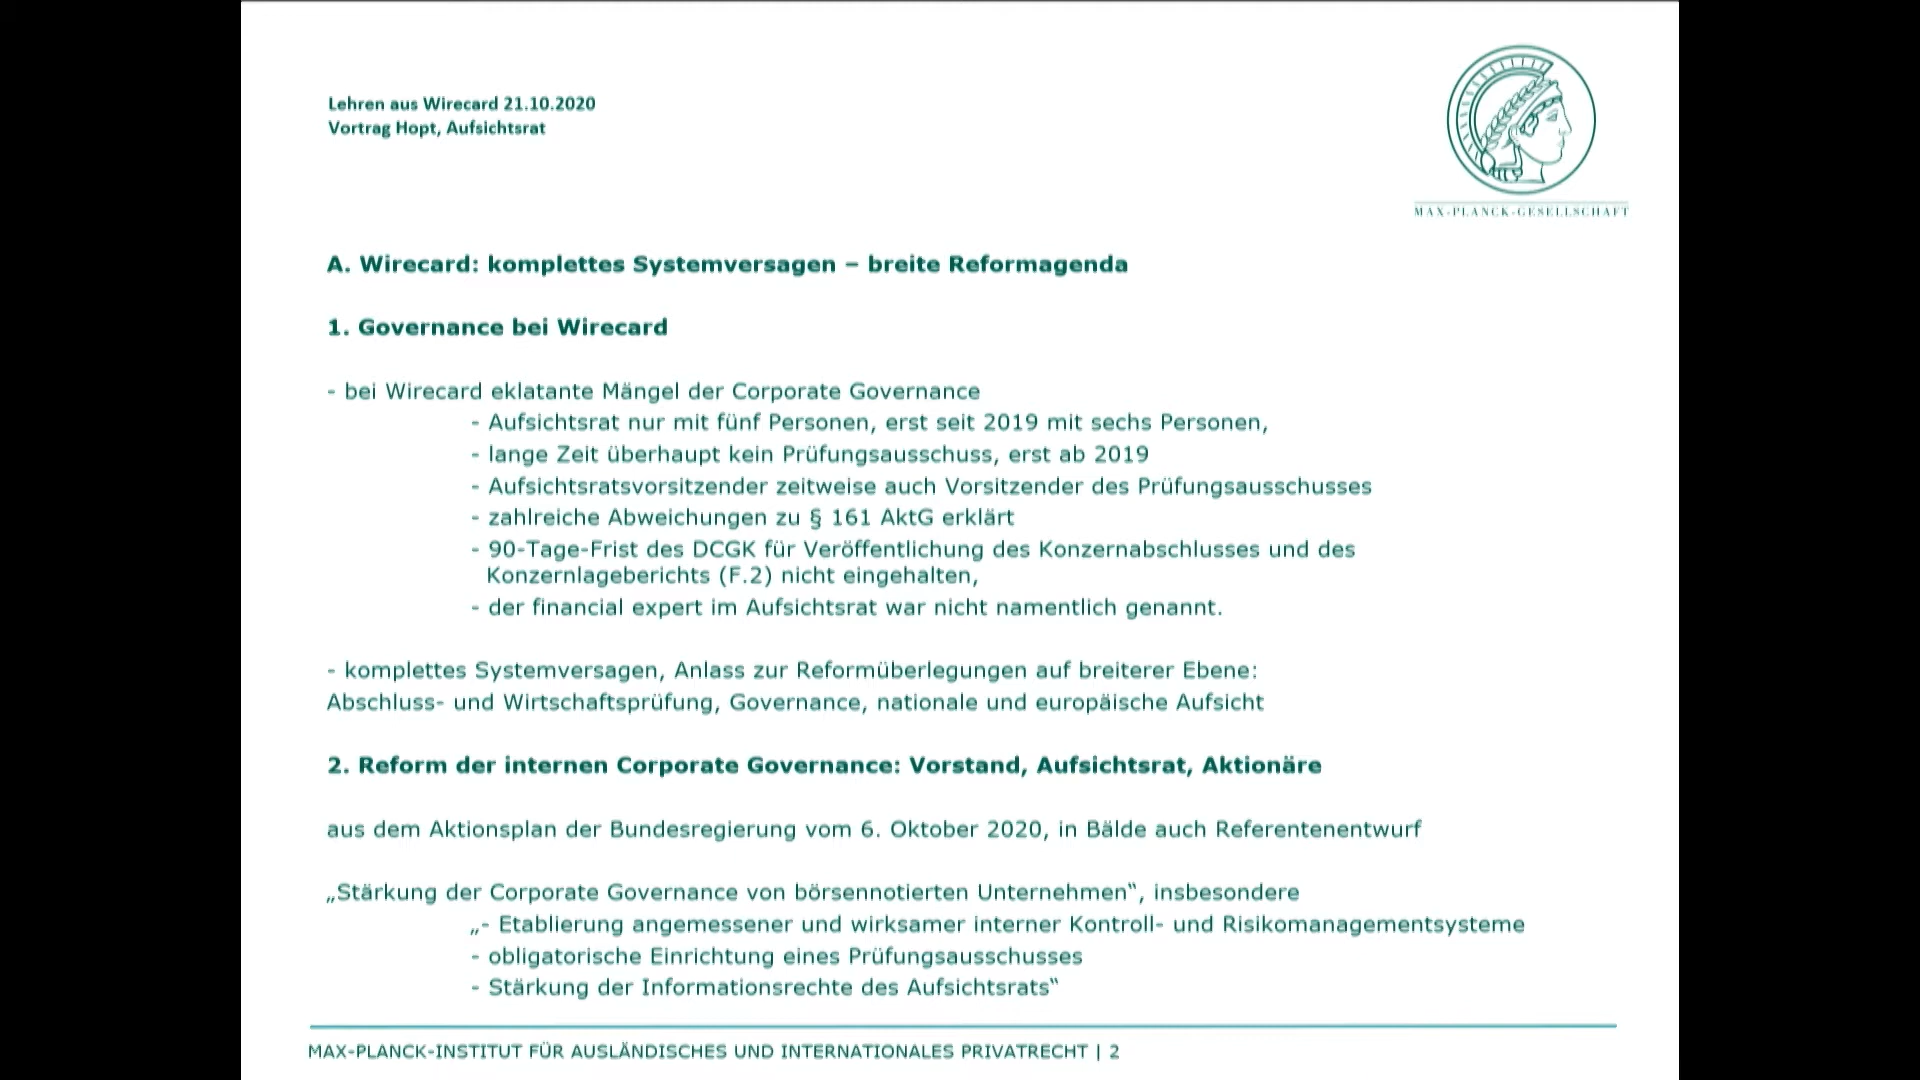 Lehren aus Wirecard 21.10.2020
Vortrag Hopt, Aufsichtsrat
MAX-PLANCK-GESELLSCHAFT
A. Wirecard: komplettes Systemversagen – breite Reformagenda
1. Governance bei Wirecard
- bei Wirecard eklatante Mängel der Corporate Governance
- Aufsichtsrat nur mit fünf Personen, erst seit 2019 mit sechs Personen,
- lange Zeit überhaupt kein Prüfungsausschuss, erst ab 2019
- Aufsichtsratsvorsitzender zeitweise auch Vorsitzender des Prüfungsausschusses
- zahlreiche Abweichungen zu § 161 AktG erklärt
- 90-Tage-Frist des DCGK für Veröffentlichung des Konzernabschlusses und des
Konzernlageberichts (F.2) nicht eingehalten,
- der financial expert im Aufsichtsrat war nicht namentlich genannt.
- komplettes Systemversagen, Anlass zur Reformüberlegungen auf breiterer Ebene:
Abschluss- und Wirtschaftsprüfung, Governance, nationale und europäische Aufsicht
2. Reform der internen Corporate Governance: Vorstand, Aufsichtsrat, Aktionäre
aus dem Aktionsplan der Bundesregierung vom 6. Oktober 2020, in Bälde auch Referentenentwurf
„Stärkung der Corporate Governance von börsennotierten Unternehmen“, insbesondere
„- Etablierung angemessener und wirksamer interner Kontroll- und Risikomanagementsysteme
- obligatorische Einrichtung eines Prüfungsausschusses
- Stärkung der Informationsrechte des Aufsichtsrats“
MAX-PLANCK-INSTITUT FÜR AUSLÄNDISCHES UND INTERNATIONALES PRIVATRECHT | 2